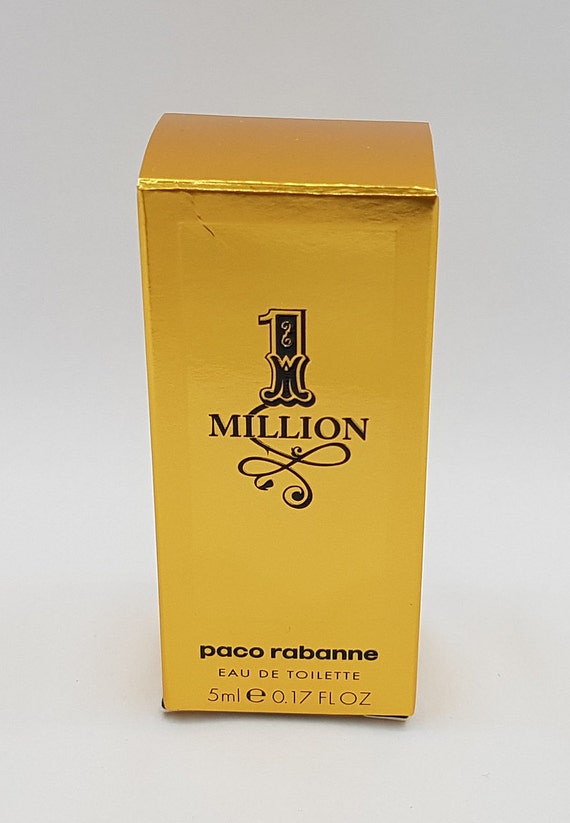 1
MILLION
paco rabanne
EAU DE TOILETTE
5ml ℮ 0.17 FL OZ